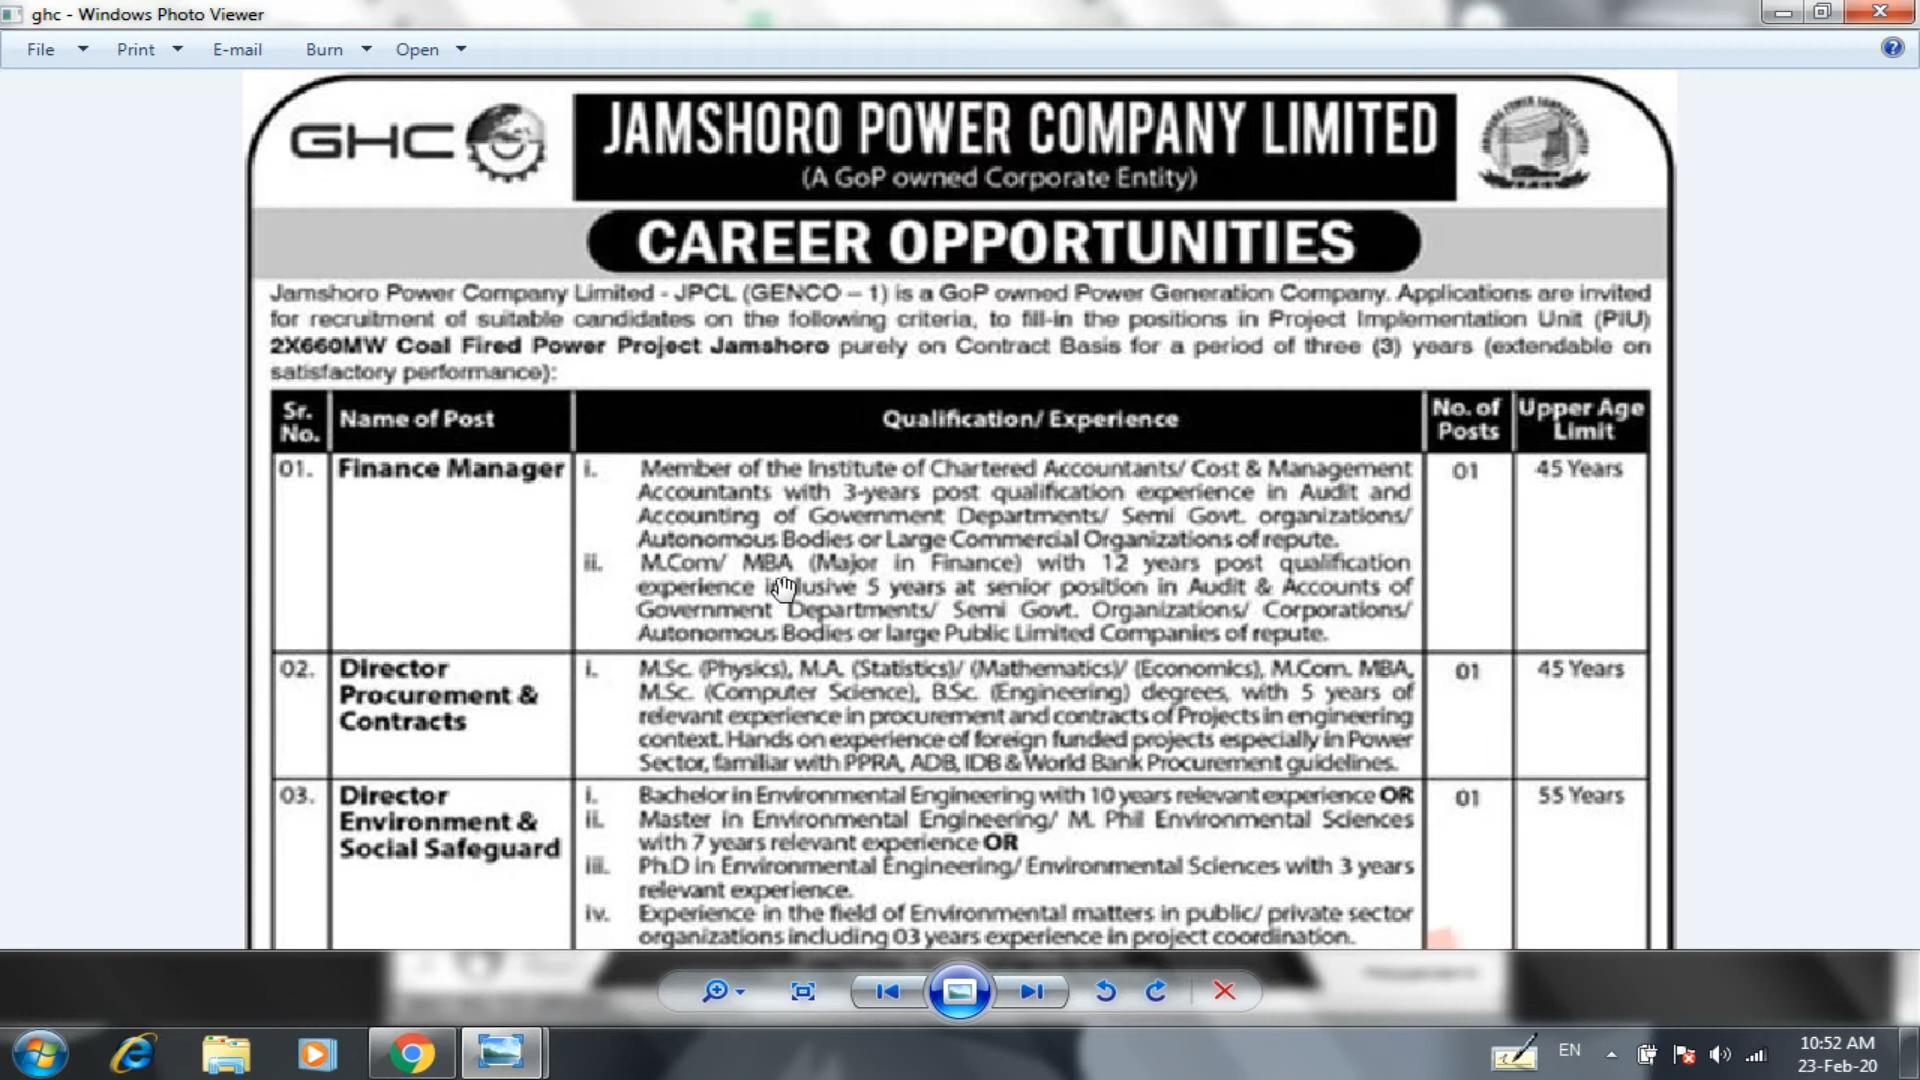 ghc - Windows Photo Viewer
File Print E-mail Burn Open
GHC
JAMSHORO POWER COMPANY LIMITED
(A GoP owned Corporate Entity)
CAREER OPPORTUNITIES
Jamshoro Power Company Limited - JPCL (GENCO – 1) is a GoP owned Power Generation Company. Applications are invited
for recruitment of suitable candidates on the following criteria, to fill-in the positions in Project Implementation Unit (PIU)
2X660MW Coal Fired Power Project Jamshoro purely on Contract Basis for a period of three (3) years (extendable on
satisfactory performance):
Sr. No. Name of Post Qualification/ Experience No. of Posts Upper Age Limit
01. Finance Manager i. Member of the Institute of Chartered Accountants/ Cost & Management 01 45 Years
Accountants with 3-years post qualification experience in Audit and
Accounting of Government Departments/ Semi Govt. organizations/
Autonomous Bodies or Large Commercial Organizations of repute.
ii. M.Com/ MBA (Major in Finance) with 12 years post qualification
experience inclusive 5 years at senior position in Audit & Accounts of
Government Departments/ Semi Govt. Organizations/ Corporations/
Autonomous Bodies or large Public Limited Companies of repute.
02. Director i. M.Sc. (Physics), M.A. (Statistics)/ (Mathematics)/ (Economics), M.Com. MBA, 01 45 Years
Procurement & M.Sc. (Computer Science), B.Sc. (Engineering) degrees, with 5 years of
Contracts relevant experience in procurement and contracts of Projects in engineering
context. Hands on experience of foreign funded projects especially in Power
Sector, familiar with PPRA, ADB, IDB & World Bank Procurement guidelines.
03. Director i. Bachelor in Environmental Engineering with 10 years relevant experience OR 01 55 Years
Environment & ii. Master in Environmental Engineering/ M. Phil Environmental Sciences
Social Safeguard with 7 years relevant experience OR
iii. Ph.D in Environmental Engineering/ Environmental Sciences with 3 years
relevant experience.
iv. Experience in the field of Environmental matters in public/ private sector
organizations including 03 years experience in project coordination.
EN
10:52 AM
23-Feb-20